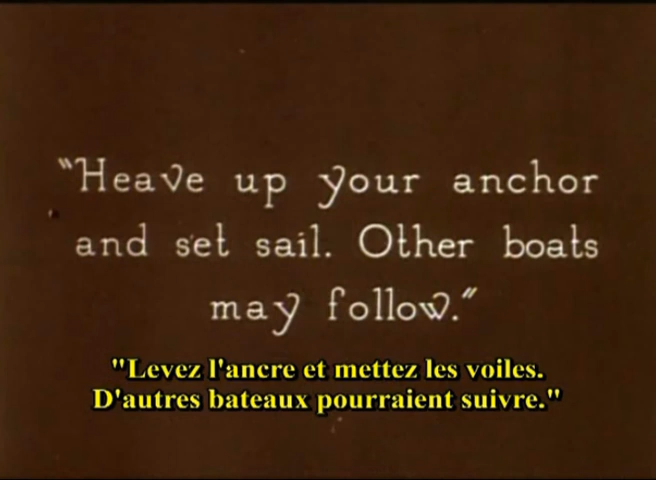 "Heave up your anchor
and set sail. Other boats
may follow."
"Levez l'ancre et mettez les voiles.
D'autres bateaux pourraient suivre."